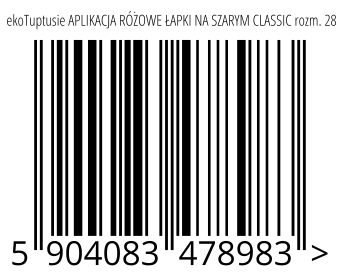 ekoTuptusie APLIKACJA RÓŻOWE ŁAPKI NA SZARYM CLASSIC rozm. 28
5 904083 478983 >